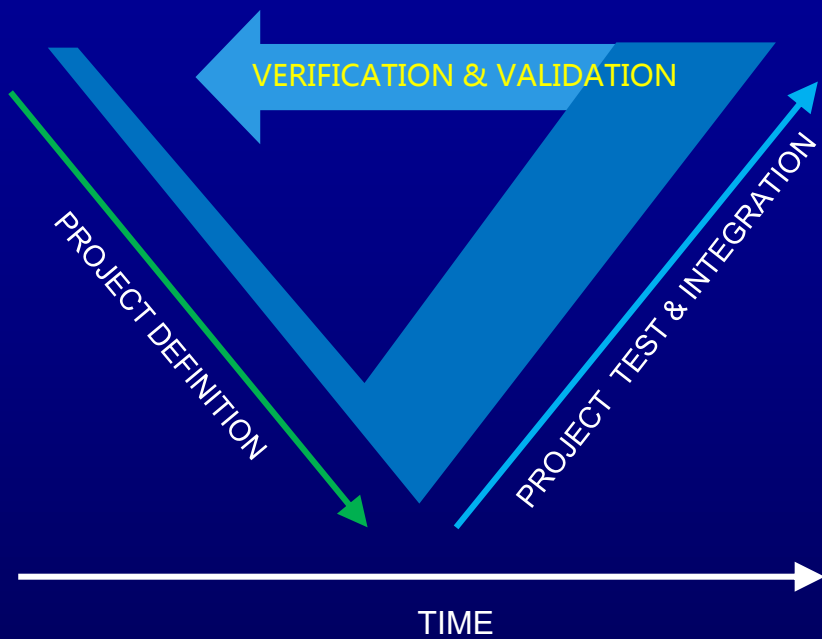 VERIFICATION & VALIDATION
PROJECT DEFINITION
PROJECT TEST & INTEGRATION
TIME